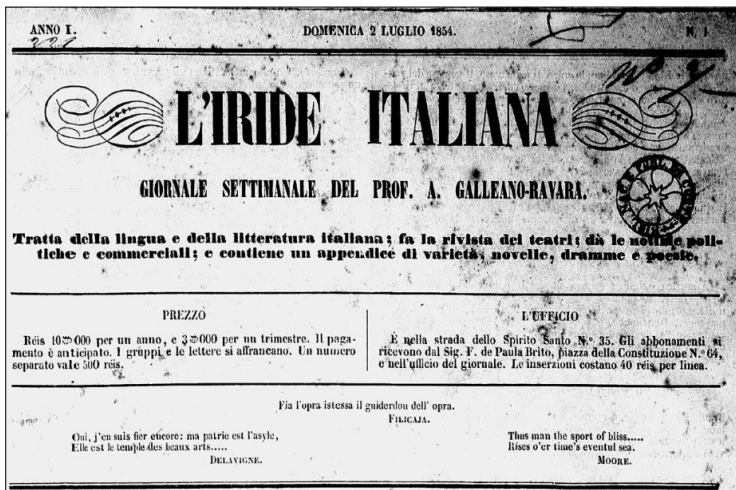 ANNO I.
DOMENICA 2 LUGLIO 1854.
N. 1
L'IRIDE ITALIANA
GIORNALE SETTIMANALE DEL PROF. A. GALLEANO-RAVARA.
Tratta della lingua e della litteratura italiana; fa la rivista dei teatri; dà le notizie poli-
tiche e commerciali; e contiene un appendice di varietà, novelle, dramme e poesie.
PREZZO
Réis 10 000 per un anno, e 3 000 per un trimestre. Il paga-
mento è anticipato. I gruppi e le lettere si affrancano. Un numero
separato vale 500 réis.
L'UFFICIO
È nella strada dello Spirito Santo N.º 35. Gli abbonamenti si
ricevono dal Sig. F. de Paula Brito, piazza della Constituzione N.º 64,
e nell'ufficio del giornale. Le inserzioni costano 40 réis per linea.
Fia l'opra istessa il guiderdon dell' opra.
FILICAJA.
Oui, j'en suis fier encore: ma patrie est l'asyle,
Elle est le temple des beaux arts.....
DELAVIGNE.
Thus man the sport of bliss.....
Rises o'er time's eventul sea.
MOORE.